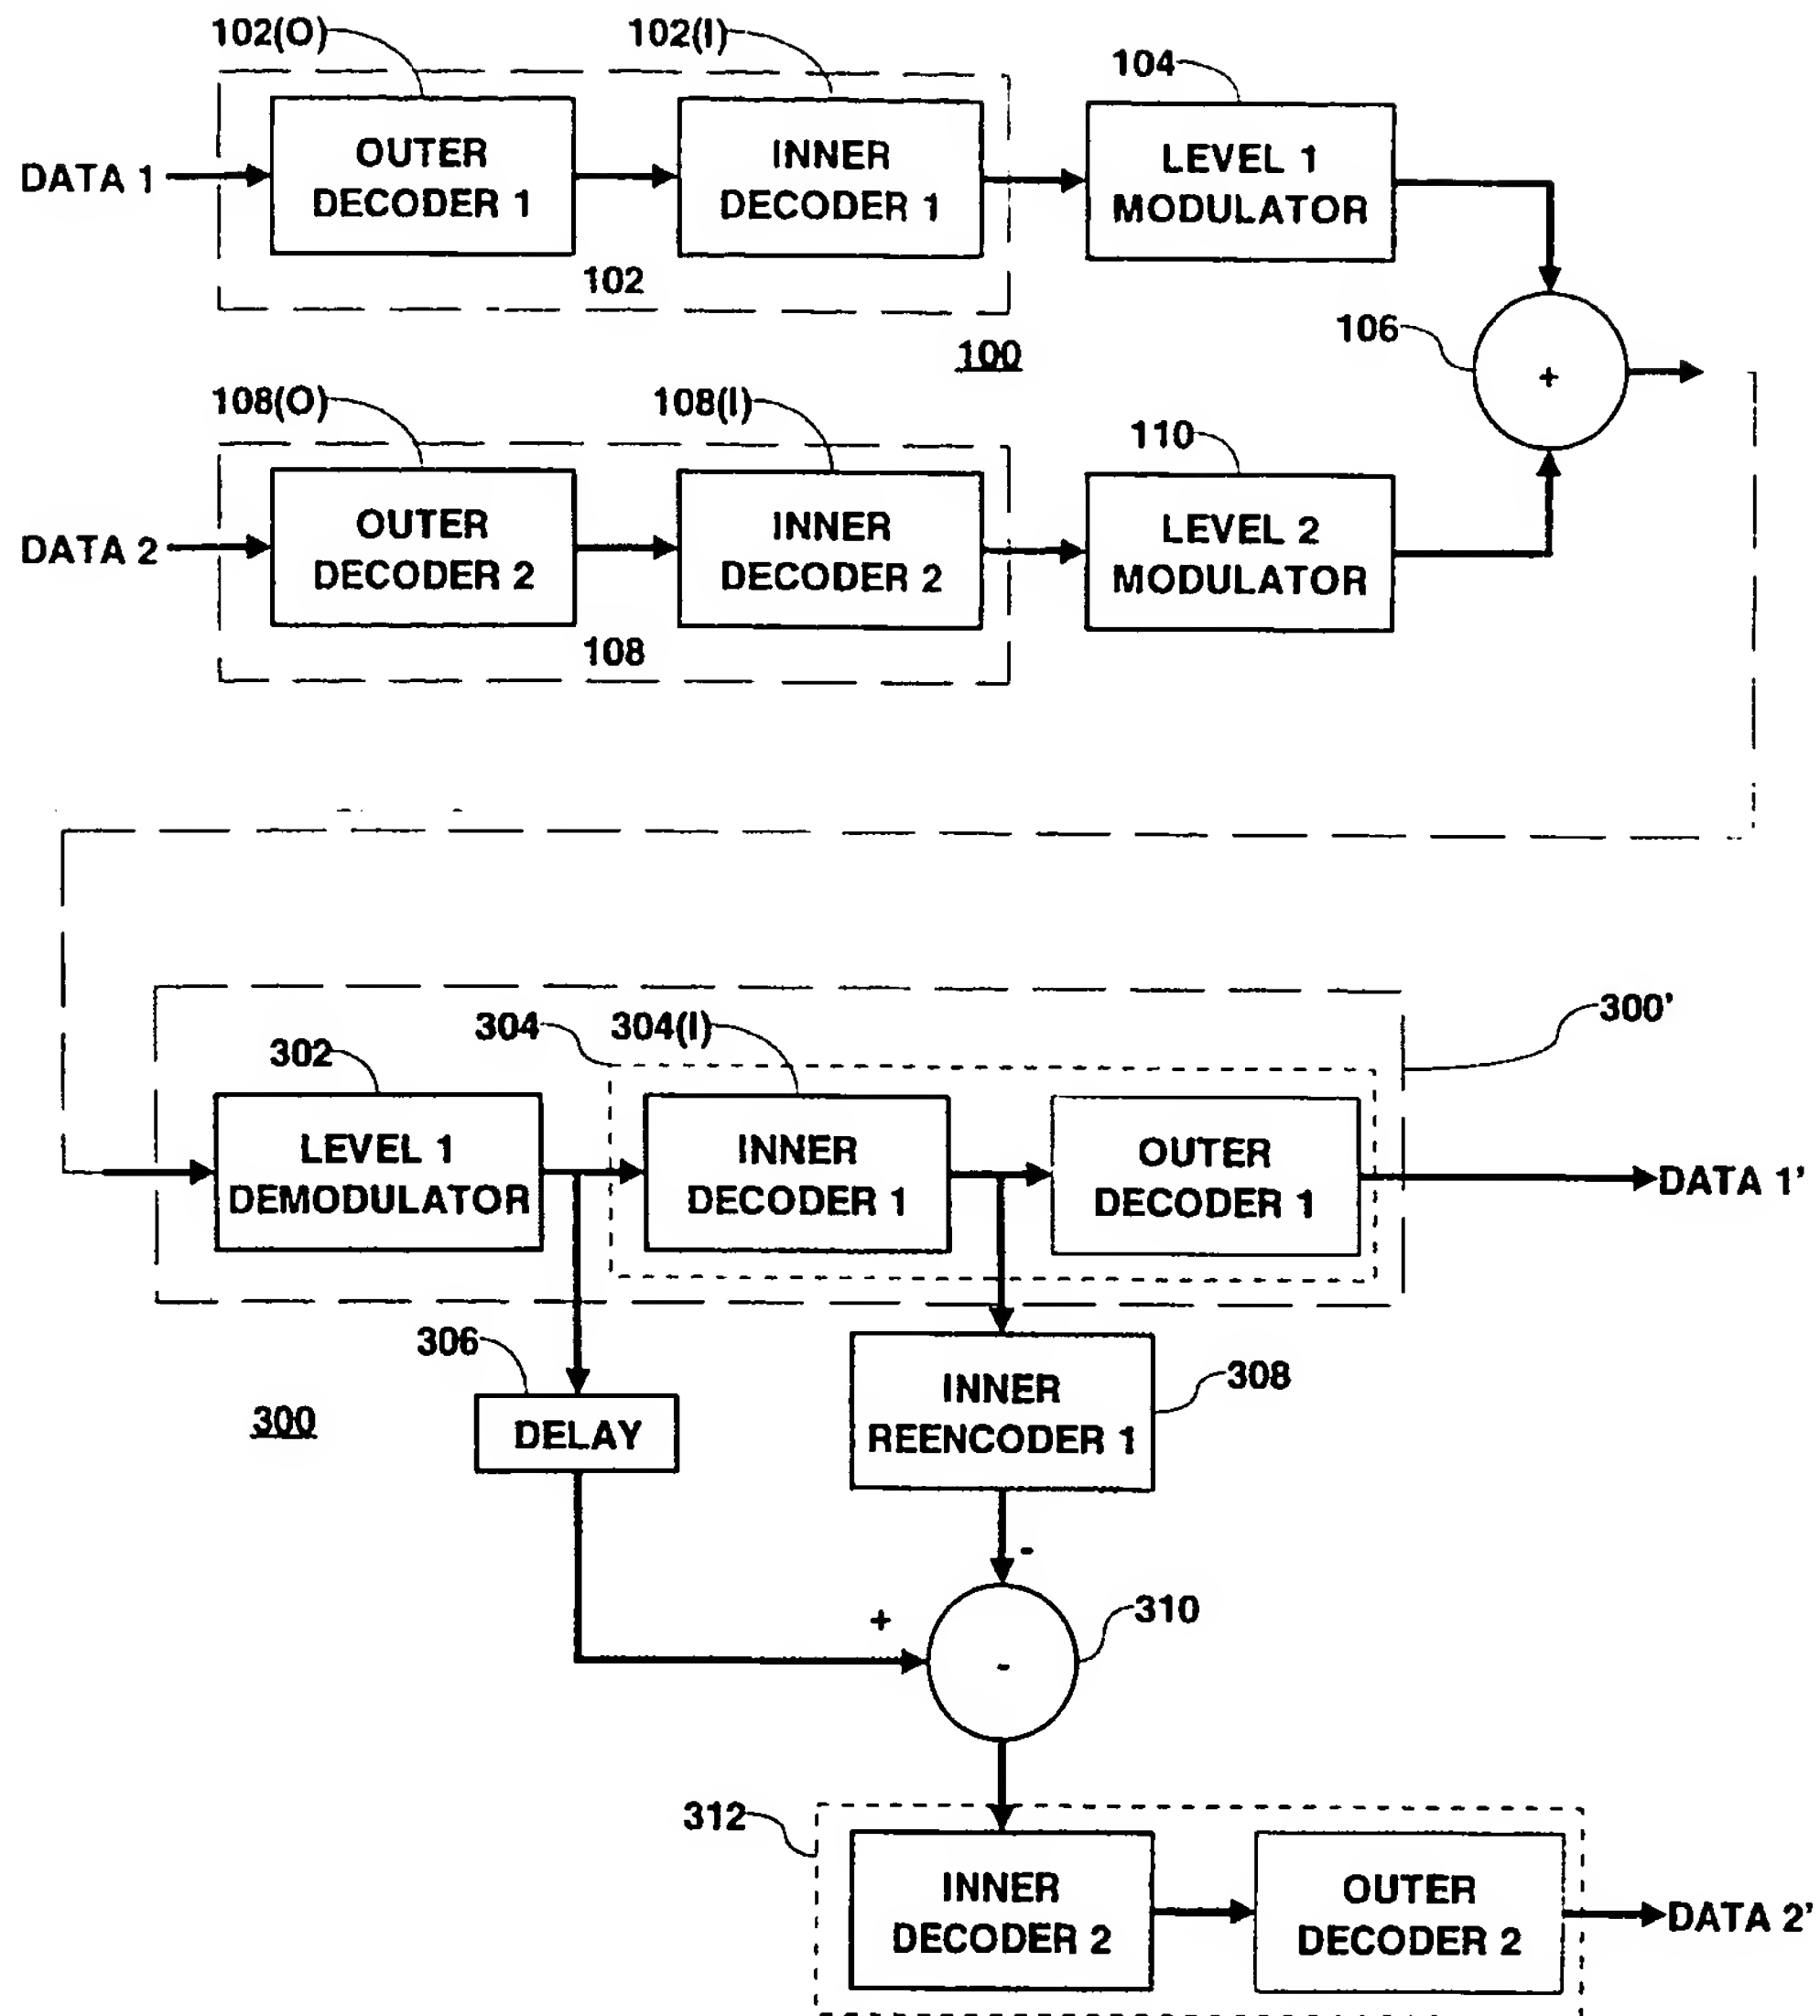 102(O)
102(I)
104
DATA 1
OUTER
DECODER 1
INNER
DECODER 1
LEVEL 1
MODULATOR
102
100
106
+
108(O)
108(I)
110
DATA 2
OUTER
DECODER 2
INNER
DECODER 2
LEVEL 2
MODULATOR
108
300'
304
304(I)
302
LEVEL 1
DEMODULATOR
INNER
DECODER 1
OUTER
DECODER 1
DATA 1'
306
300
DELAY
INNER
REENCODER 1
308
-
+
-
310
312
INNER
DECODER 2
OUTER
DECODER 2
DATA 2'